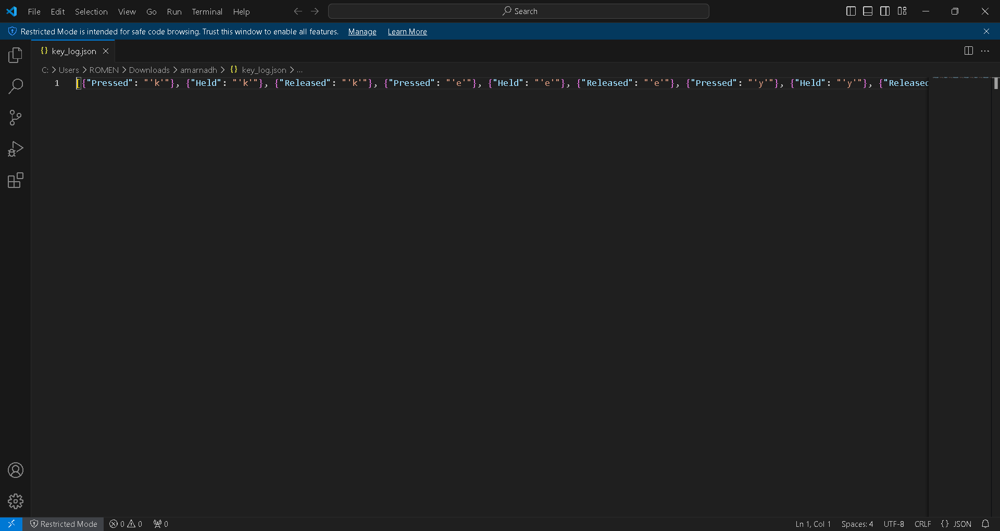 File Edit Selection View Go Run Terminal Help Search
Restricted Mode is intended for safe code browsing. Trust this window to enable all features. Manage Learn More
{} key_log.json
C: > Users > ROMEN > Downloads > amarnadh > {} key_log.json > ...
1 [{"Pressed": "'k'"}, {"Held": "'k'"}, {"Released": "'k'"}, {"Pressed": "'e'"}, {"Held": "'e'"}, {"Released": "'e'"}, {"Pressed": "'y'"}, {"Held": "'y'"}, {"Released
Restricted Mode 0 0 0 Ln 1, Col 1 Spaces: 4 UTF-8 CRLF {} JSON